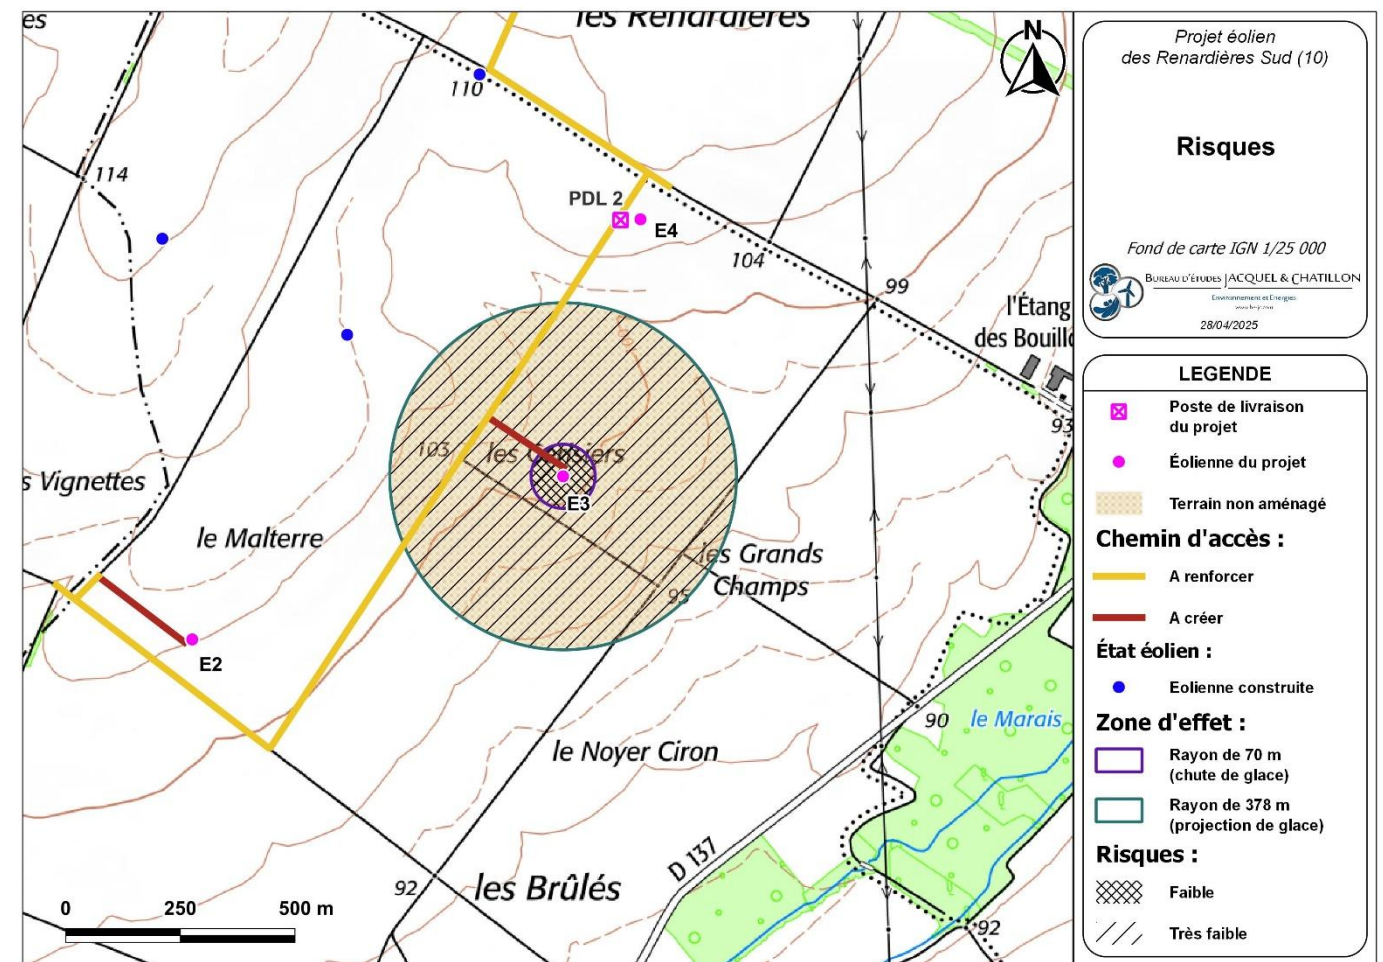 es
les Renardières
110
114
PDL 2
E4
104
99
l'Étang
des Bouill
93
103
les
iers
E3
s Vignettes
le Malterre
les Grands
Champs
95
E2
90
le Marais
le Noyer Ciron
D 137
92
les Brûlés
92
0 250 500 m
N
Projet éolien
des Renardières Sud (10)
Risques
Fond de carte IGN 1/25 000
BUREAU D'ÉTUDES JACQUEL & CHATILLON
Environnement et Energies
28/04/2025
LEGENDE
Poste de livraison
du projet
Éolienne du projet
Terrain non aménagé
Chemin d'accès :
A renforcer
A créer
État éolien :
Eolienne construite
Zone d'effet :
Rayon de 70 m
(chute de glace)
Rayon de 378 m
(projection de glace)
Risques :
Faible
Très faible